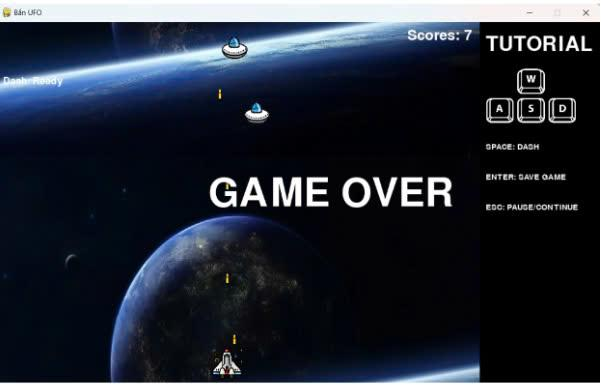 Bắn UFO
Scores: 7
Dash: Ready
GAME OVER
TUTORIAL
W
A S D
SPACE: DASH
ENTER: SAVE GAME
ESC: PAUSE/CONTINUE